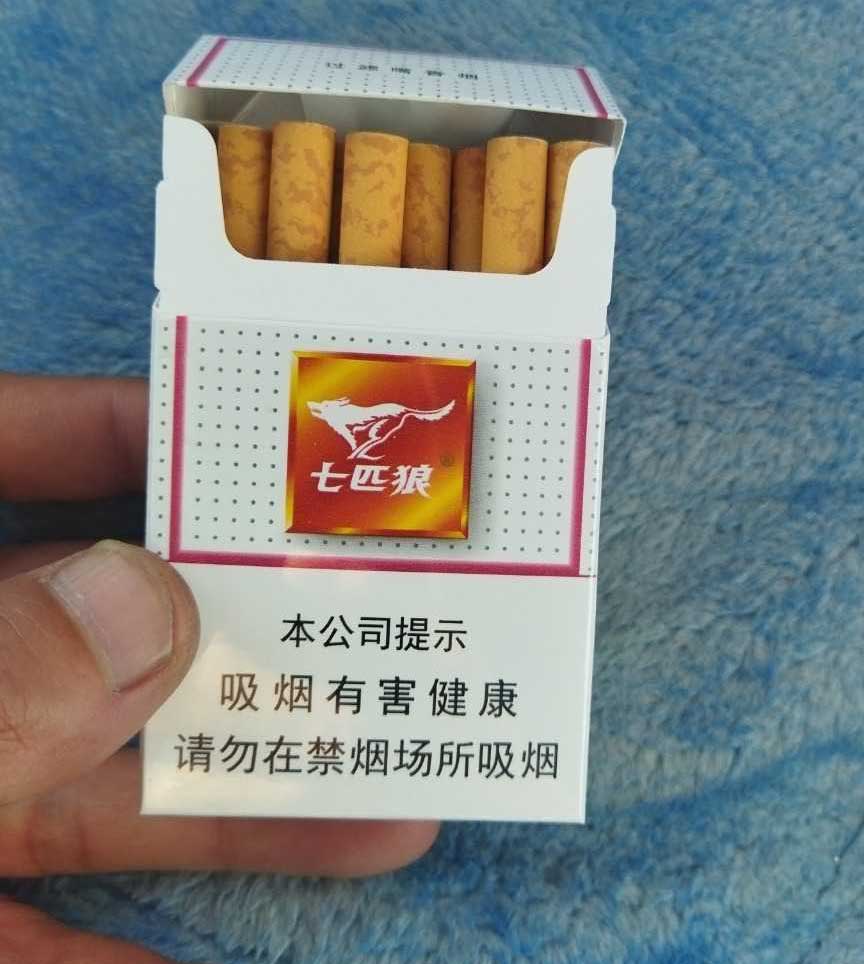 七匹狼
本公司提示
吸烟有害健康
请勿在禁烟场所吸烟